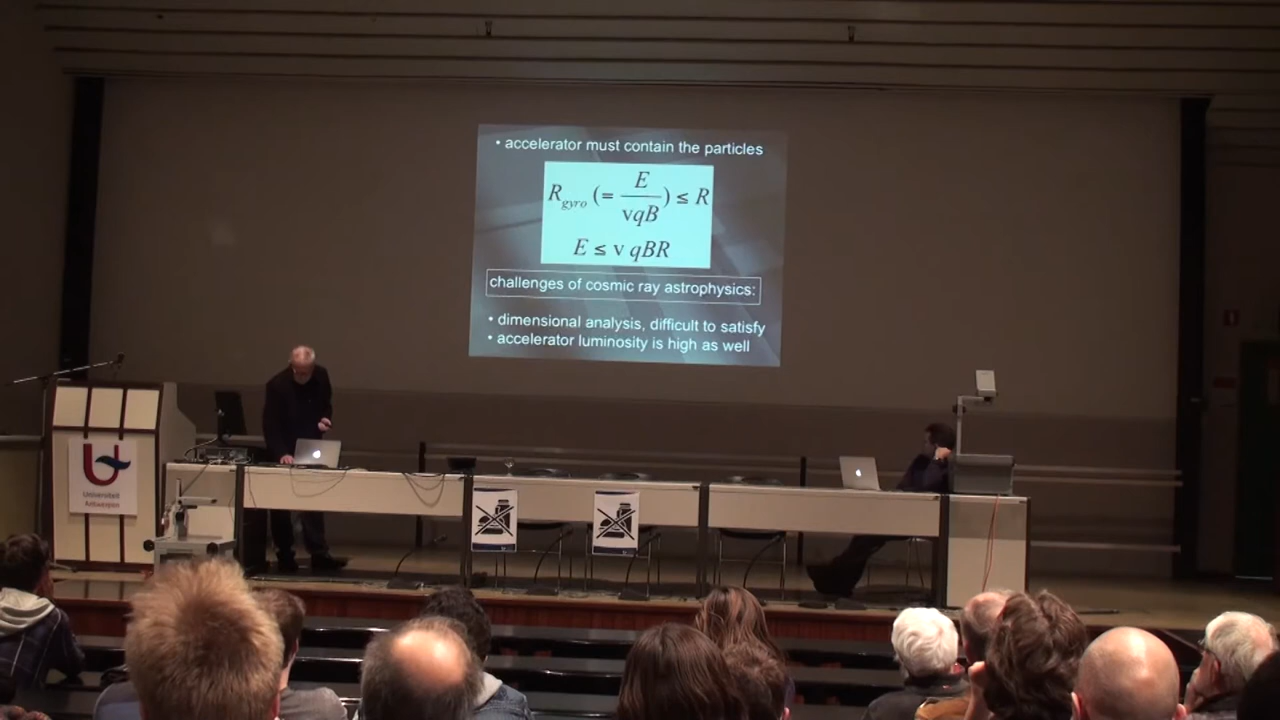 • accelerator must contain the particles
R_gyro (= E / vqB) ≤ R
E ≤ v qBR
challenges of cosmic ray astrophysics:
• dimensional analysis, difficult to satisfy
• accelerator luminosity is high as well
U
Universiteit
Antwerpen